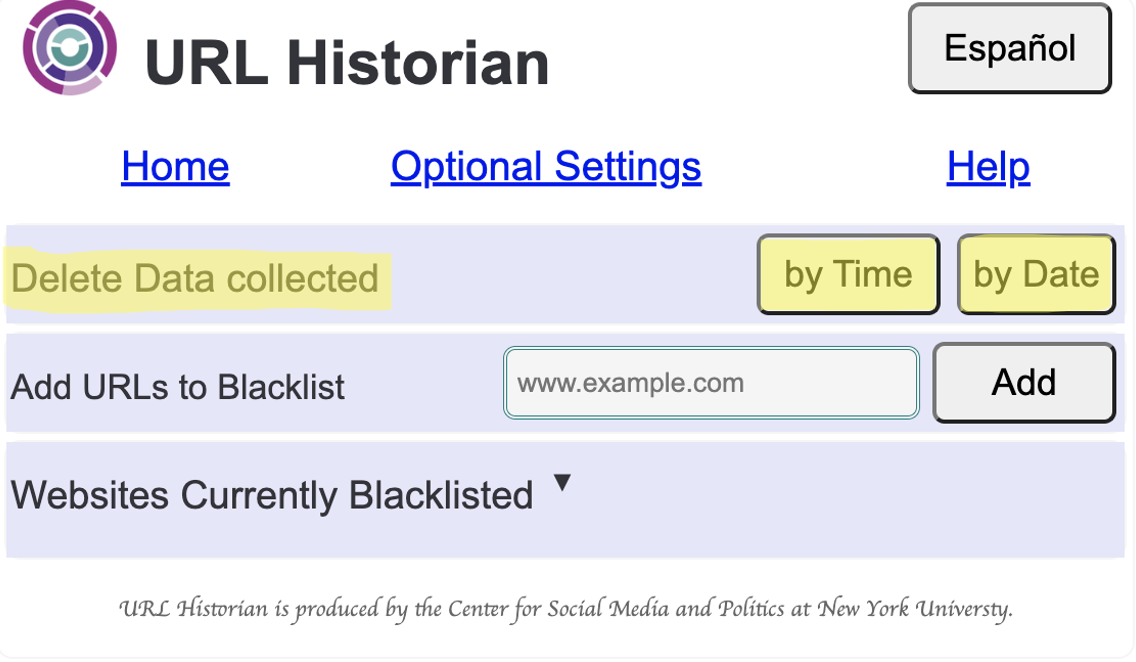 URL Historian
Español
Home Optional Settings Help
Delete Data collected by Time by Date
Add URLs to Blacklist www.example.com Add
Websites Currently Blacklisted ▼
URL Historian is produced by the Center for Social Media and Politics at New York Universty.